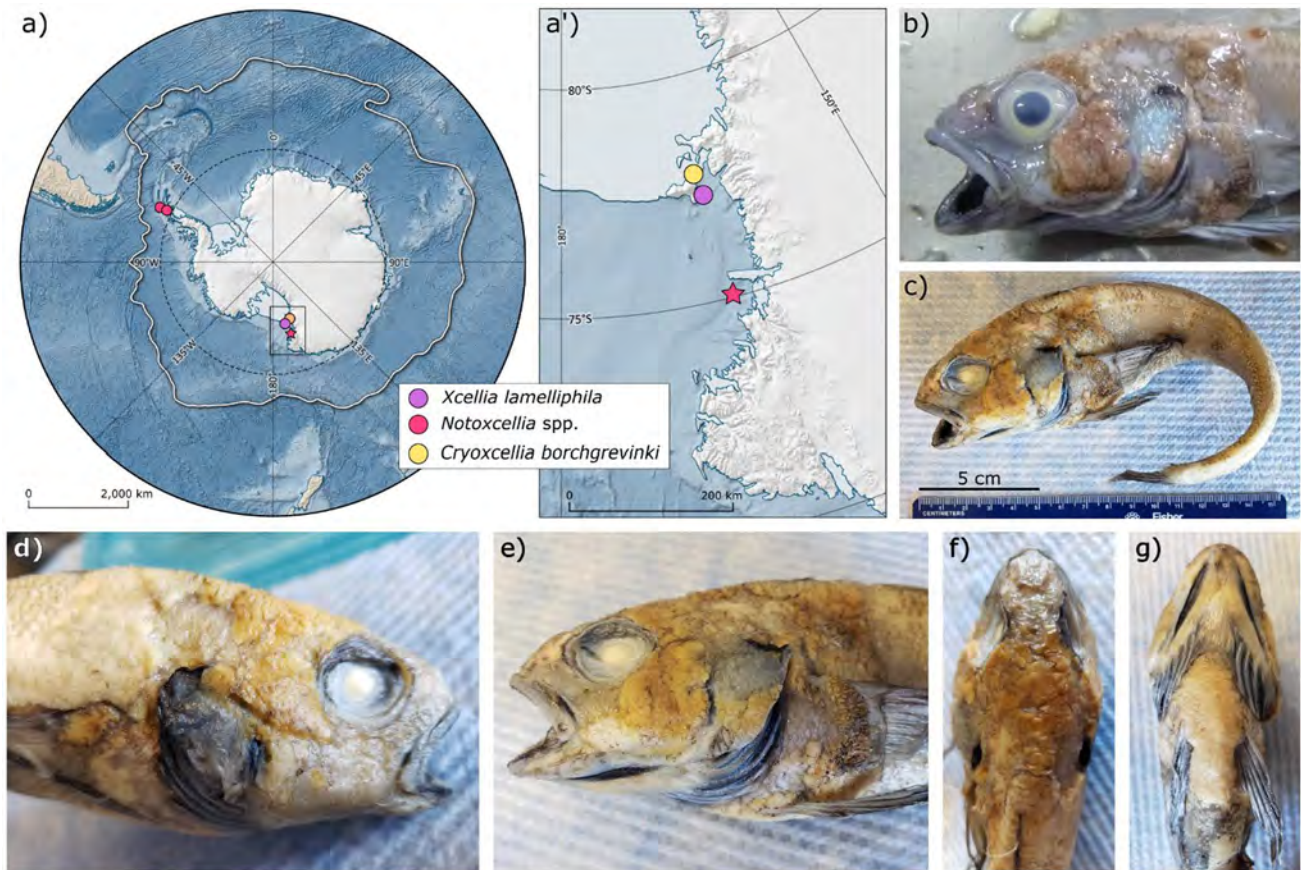 a)
0°
45°W
45°E
90°W
90°E
135°W
135°E
180°
0
2,000 km
Xcellia lamelliphila
Notoxcellia spp.
Cryoxcellia borchgrevinki
a')
80°S
150°E
180°
75°S
0
200 km
b)
c)
5 cm
CENTIMETERS
Fisher
d)
e)
f)
g)